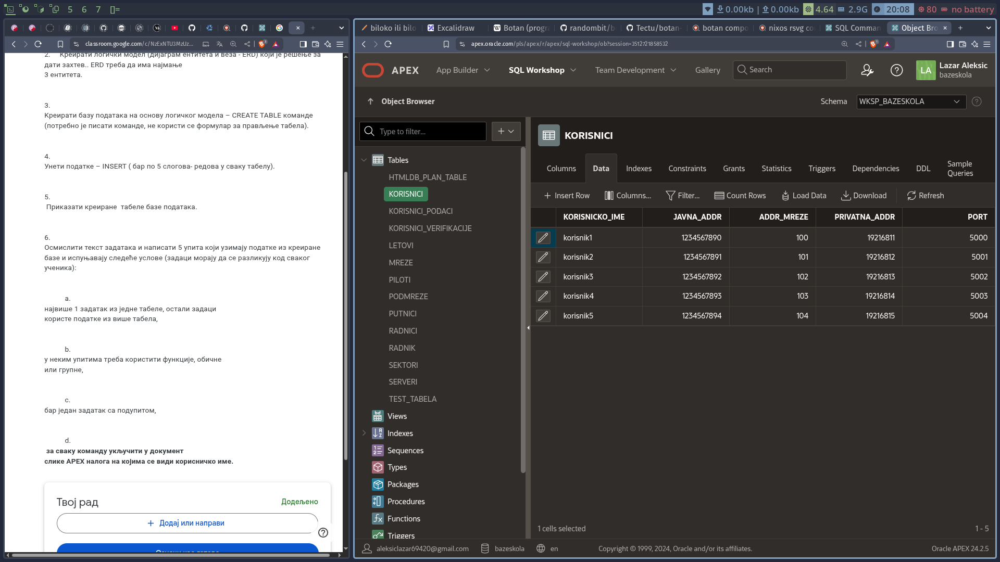 5 6 7 []=
0.00kb | 0.00kb 4.64 2.9G 20:08 80 no battery
classroom.google.com/c/NzExNTU3MzUz...
2. Креирати логички модел (дијаграм ентитета и веза - ERD) који је решење за
дати захтев.. ERD треба да има најмање
3 ентитета.
3.
Креирати базу података на основу логичког модела – CREATE TABLE команде
(потребно је писати команде, не користи се формулар за прављење табела).
4.
Унети податке – INSERT ( бар по 5 слогова- редова у сваку табелу).
5.
Приказати креиране табеле базе података.
6.
Осмислити текст задатака и написати 5 упита који узимају податке из креиране
базе и испуњавају следеће услове (задаци морају да се разликују код сваког
ученика):
a.
највише 1 задатак из једне табеле, остали задаци
користе податке из више табела,
b.
у неким упитима треба користити функције, обичне
или групне,
c.
бар један задатак са подупитом,
d.
за сваку команду укључити у документ
слике APEX налога на којима се види корисничко име.
Твој рад
Додељено
+ Додај или направи
biloko ili bilo
Excalidraw
Botan (progra
randombit/b
Tectu/botan-
botan compo
nixos rsvg co
SQL Comman
Object Bro
apex.oracle.com/pls/apex/r/apex/sql-workshop/ob?session=3512721858532
APEX
App Builder
SQL Workshop
Team Development
Gallery
Search
LA
Lazar Aleksic
bazeskola
Object Browser
Schema
WKSP_BAZESKOLA
Type to filter...
Tables
HTMLDB_PLAN_TABLE
KORISNICI
KORISNICI_PODACI
KORISNICI_VERIFIKACIJE
LETOVI
MREZE
PILOTI
PODMREZE
PUTNICI
RADNICI
RADNIK
SEKTORI
SERVERI
TEST_TABELA
Views
Indexes
Sequences
Types
Packages
Procedures
Functions
Triggers
KORISNICI
Columns Data Indexes Constraints Grants Statistics Triggers Dependencies DDL Sample Queries
Insert Row Columns... Filter... Count Rows Load Data Download Refresh
KORISNICKO_IME JAVNA_ADDR ADDR_MREZE PRIVATNA_ADDR PORT
korisnik1 1234567890 100 19216811 5000
korisnik2 1234567891 101 19216812 5001
korisnik3 1234567892 102 19216813 5002
korisnik4 1234567893 103 19216814 5003
korisnik5 1234567894 104 19216815 5004
1 cells selected
1 - 5
aleksiclazar69420@gmail.com bazeskola en Copyright © 1999, 2024, Oracle and/or its affiliates. Oracle APEX 24.2.5